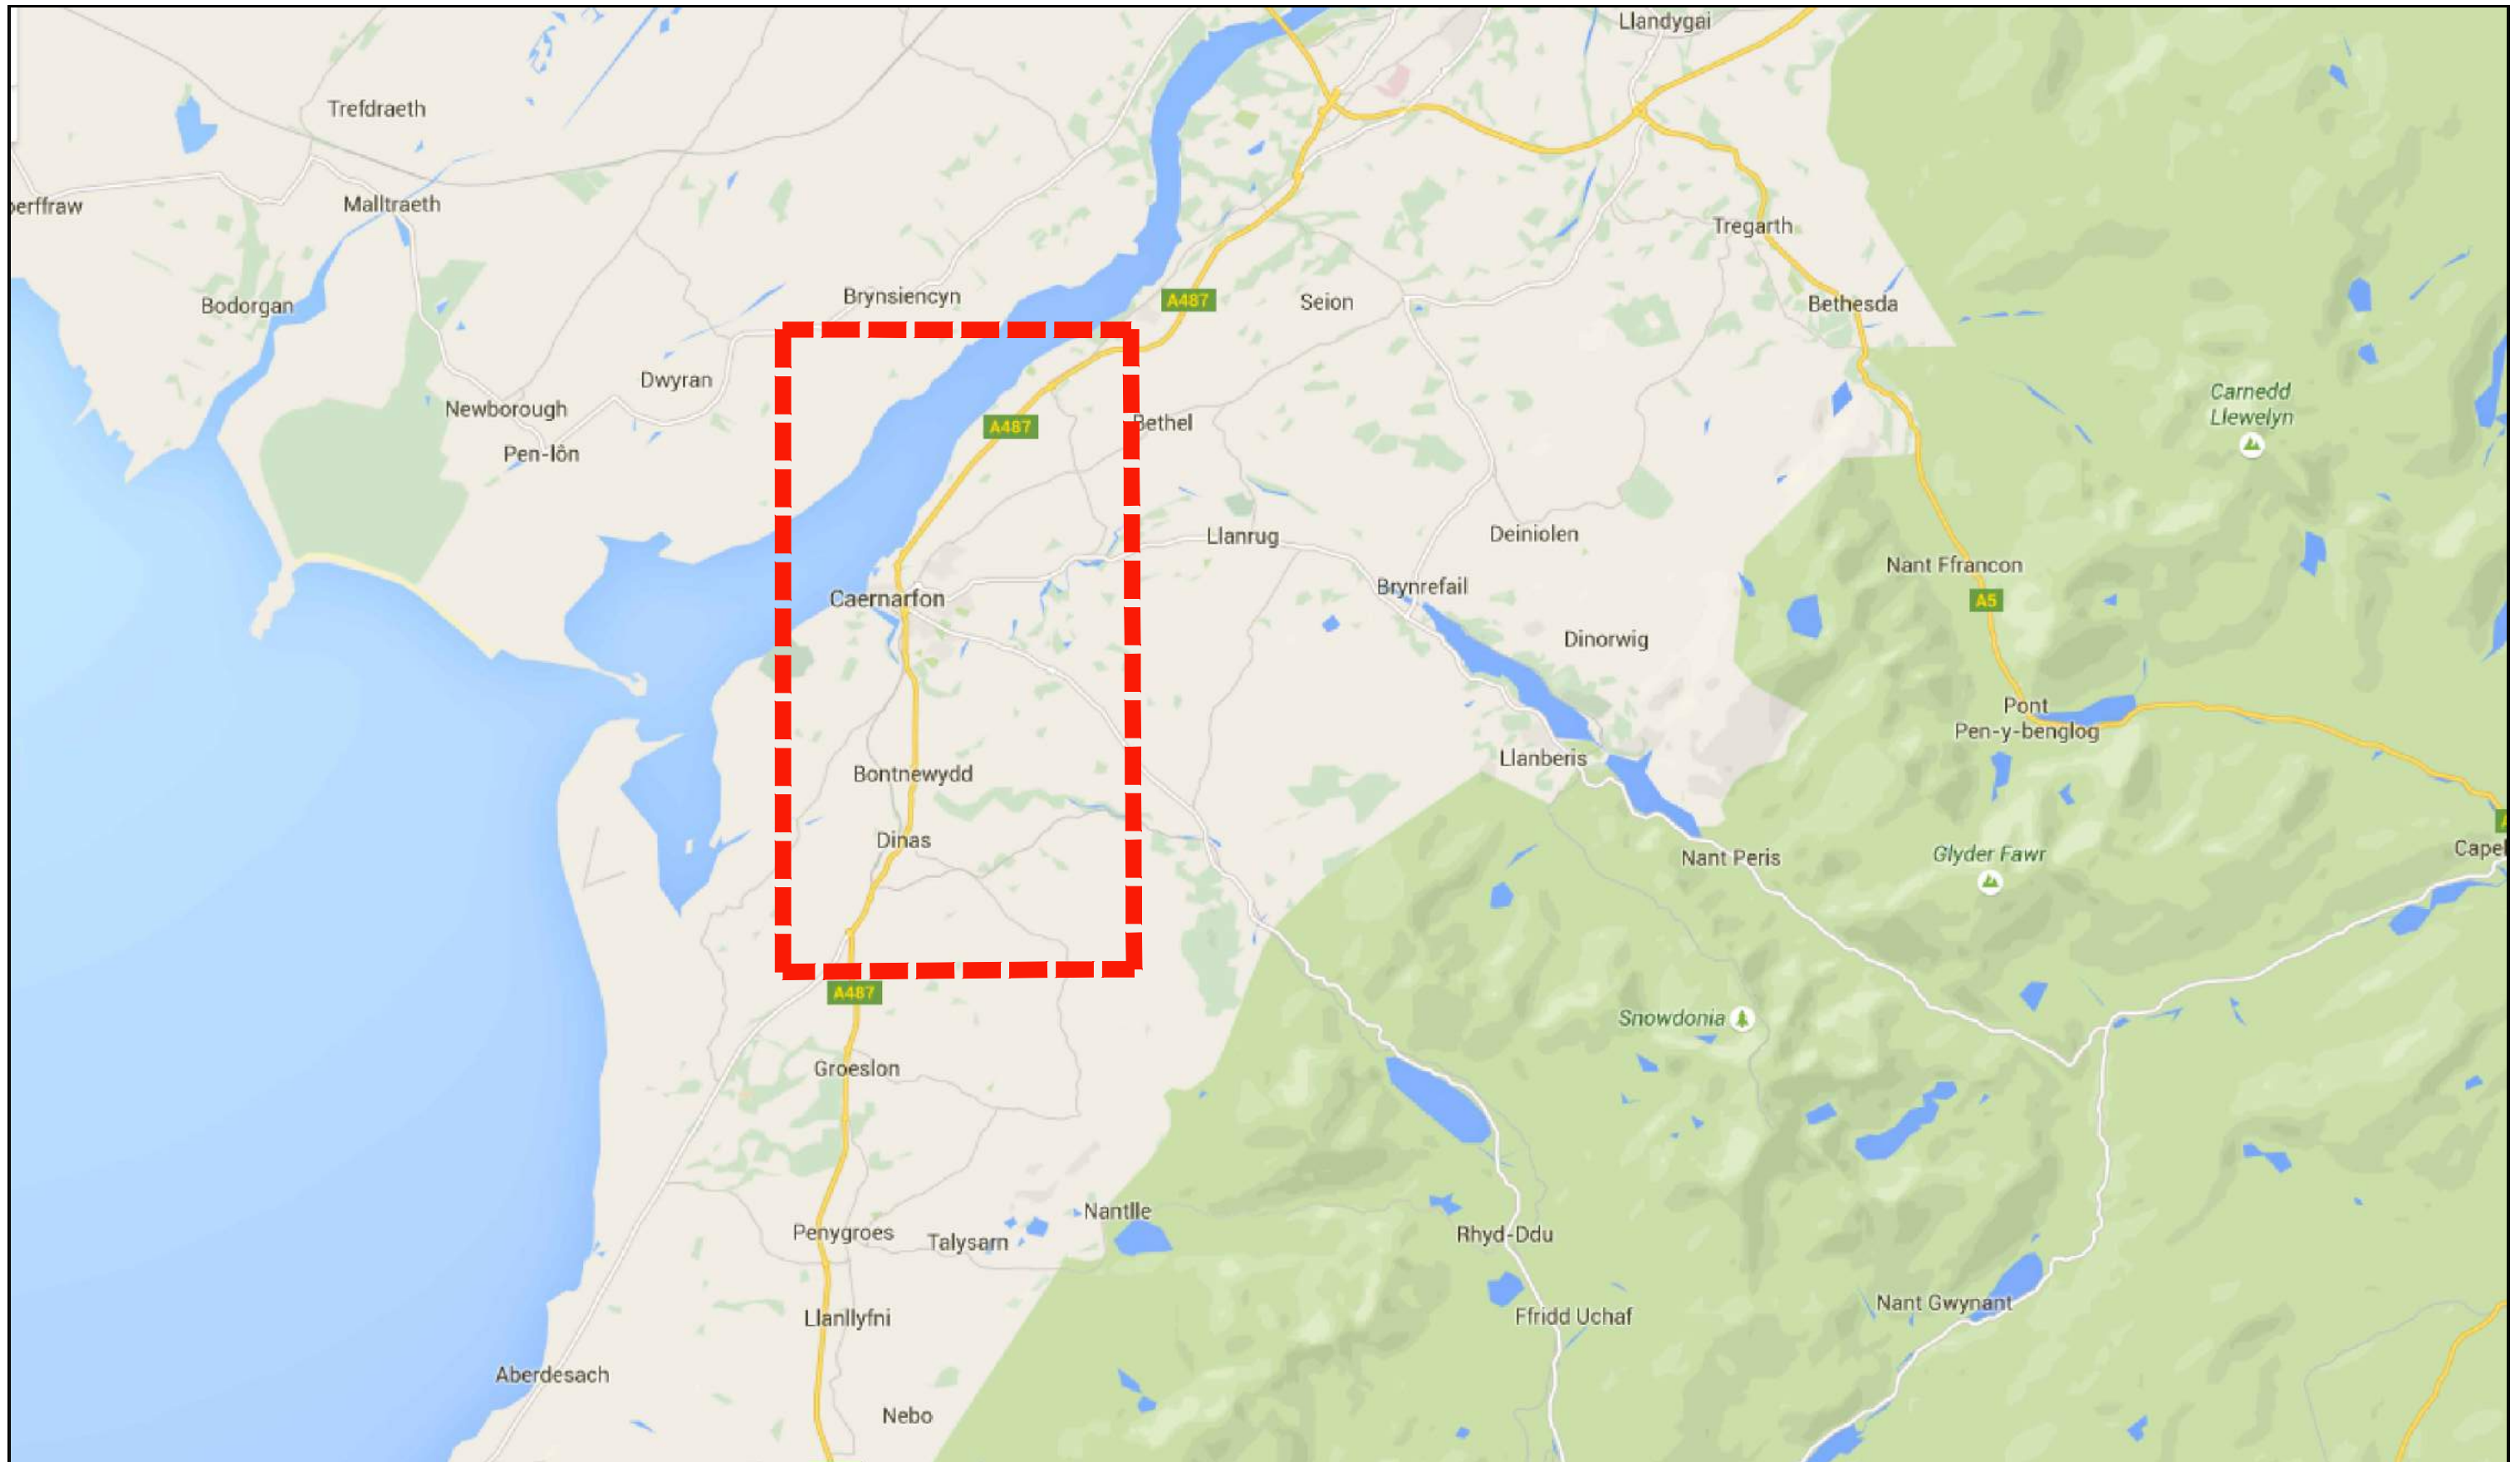 Llandygai
Trefdraeth
erffraw
Malltraeth
Tregarth
Bodorgan
Brynsiencyn
A487
Seion
Bethesda
Dwyran
Newborough
Carnedd
Llewelyn
A487
Bethel
Pen-lôn
Llanrug
Deiniolen
Nant Ffrancon
Brynrefail
A5
Caernarfon
Dinorwig
Pont
Pen-y-benglog
Llanberis
Bontnewydd
Dinas
Nant Peris
Glyder Fawr
Capel
A487
Snowdonia
Groeslon
Nantlle
Penygroes
Talysarn
Rhyd-Ddu
Nant Gwynant
Llanllyfni
Ffridd Uchaf
Aberdesach
Nebo